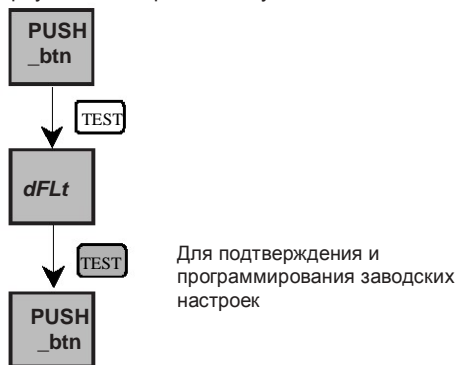 PUSH
_btn
TEST
dFLt
TEST
Для подтверждения и
программирования заводских
настроек
PUSH
_btn